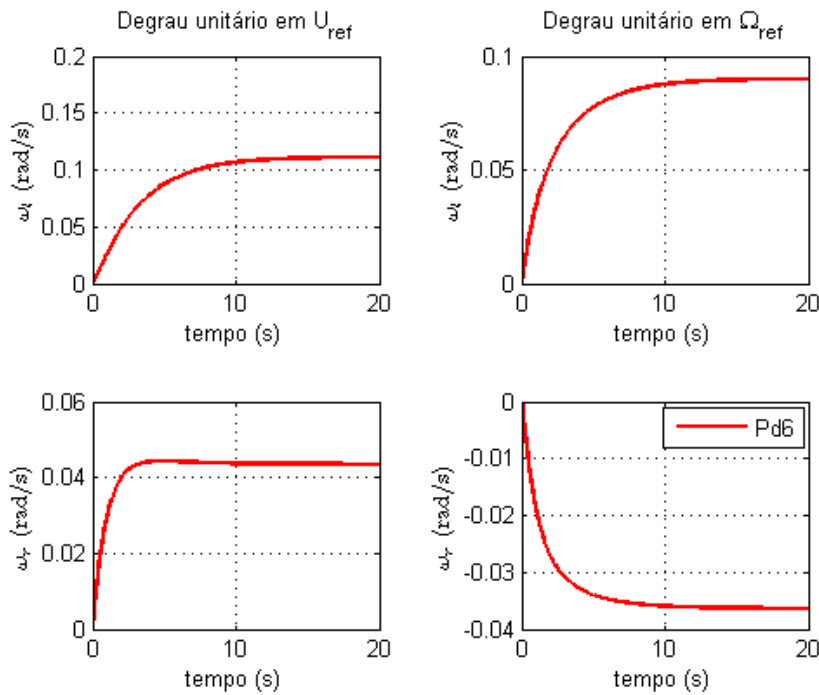 Degrau unitário em U_ref
0.2
0.15
0.1
0.05
0
ω_l (rad/s)
0 10 20
tempo (s)
Degrau unitário em Ω_ref
0.1
0.05
0
ω_l (rad/s)
0 10 20
tempo (s)
0.06
0.04
0.02
0
ω_r (rad/s)
0 10 20
tempo (s)
0
-0.01
-0.02
-0.03
-0.04
ω_r (rad/s)
Pd6
0 10 20
tempo (s)